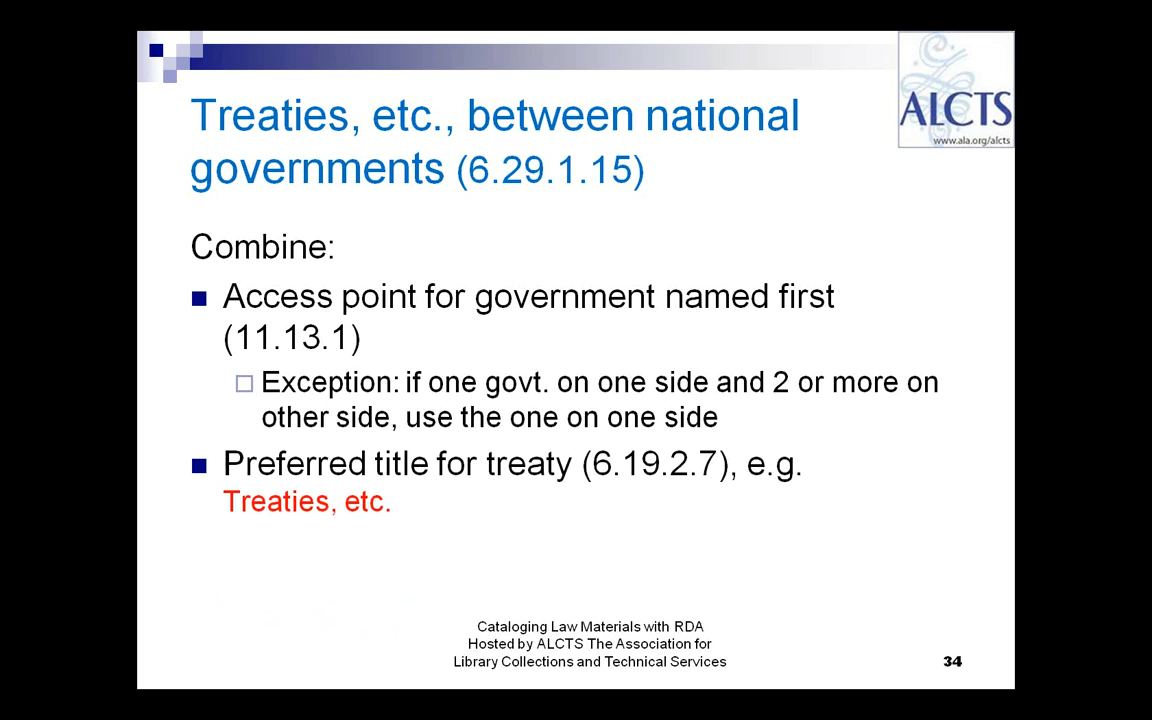 ALCTS
www.ala.org/alcts
Treaties, etc., between national
governments (6.29.1.15)
Combine:
Access point for government named first
(11.13.1)
Exception: if one govt. on one side and 2 or more on
other side, use the one on one side
Preferred title for treaty (6.19.2.7), e.g.
Treaties, etc.
Cataloging Law Materials with RDA
Hosted by ALCTS The Association for
Library Collections and Technical Services
34